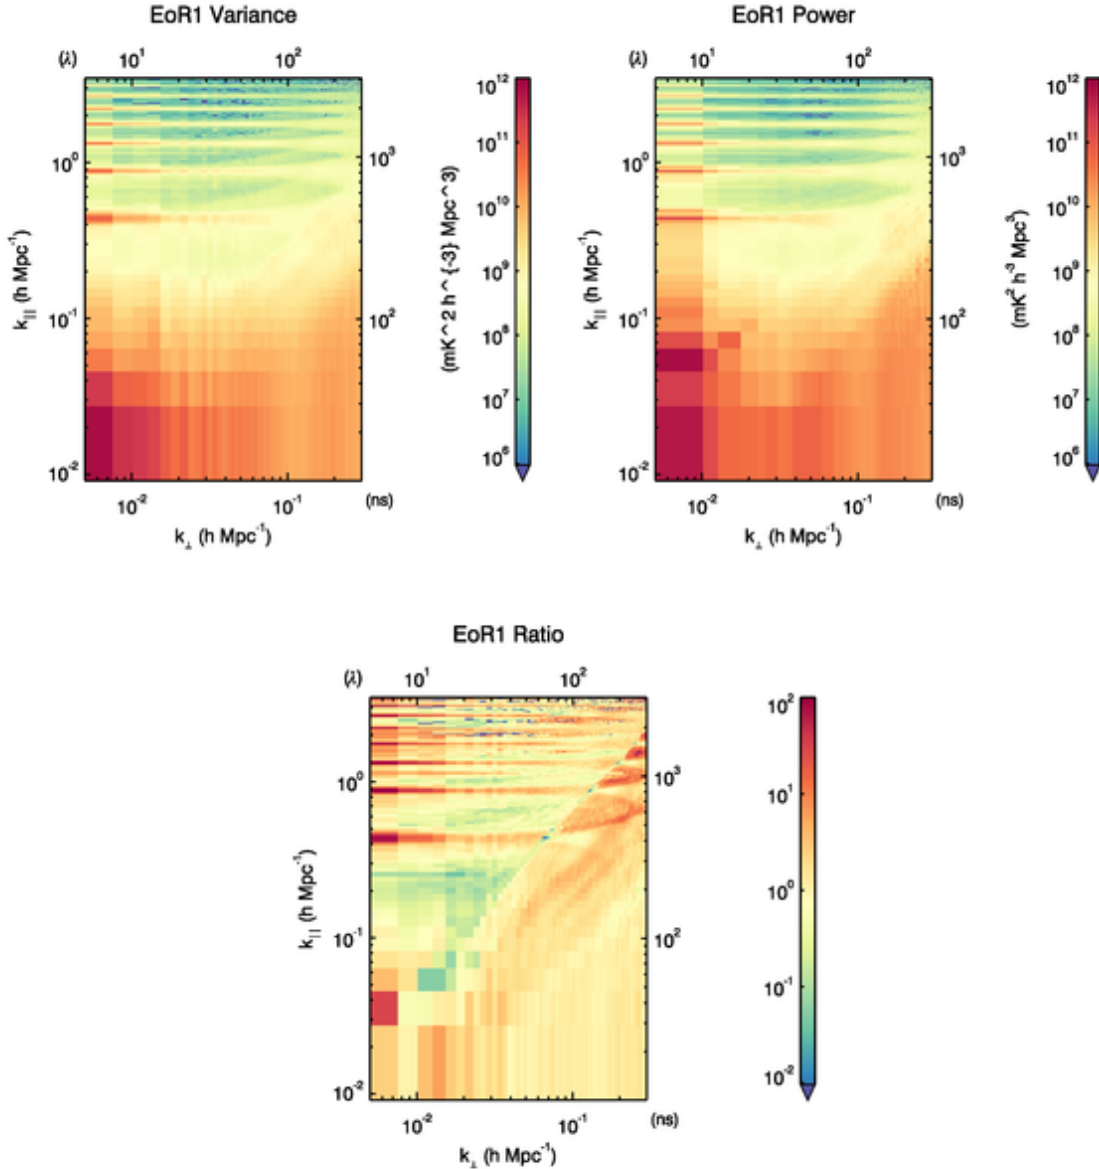 EoR1 Variance
(λ) 10^1 10^2
10^0
10^-1
10^-2
k_|| (h Mpc^-1)
10^3
10^2
10^-2 10^-1 (ns)
k_⊥ (h Mpc^-1)
10^12
10^11
10^10
10^9
10^8
10^7
10^6
(mK^2 h^{-3} Mpc^3)
EoR1 Power
(λ) 10^1 10^2
10^0
10^-1
10^-2
k_|| (h Mpc^-1)
10^3
10^2
10^-2 10^-1 (ns)
k_⊥ (h Mpc^-1)
10^12
10^11
10^10
10^9
10^8
10^7
10^6
(mK^2 h^-3 Mpc^3)
EoR1 Ratio
(λ) 10^1 10^2
10^0
10^-1
10^-2
k_|| (h Mpc^-1)
10^3
10^2
10^-2 10^-1 (ns)
k_⊥ (h Mpc^-1)
10^2
10^1
10^0
10^-1
10^-2